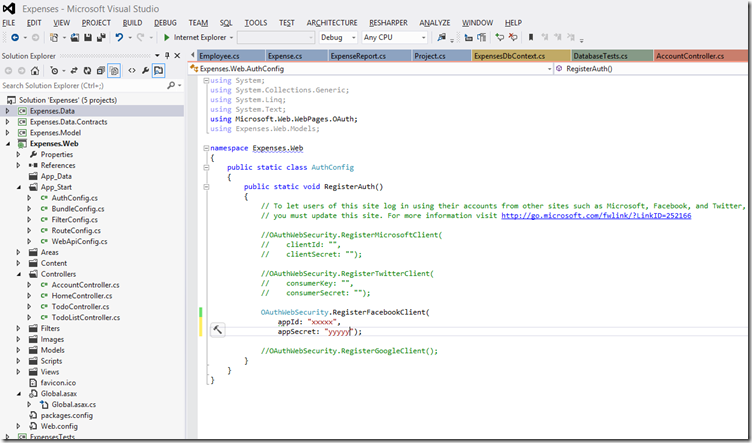 Expenses - Microsoft Visual Studio
FILE EDIT VIEW PROJECT BUILD DEBUG TEAM SQL TOOLS TEST ARCHITECTURE RESHARPER ANALYZE WINDOW HELP
Internet Explorer Debug Any CPU
Solution Explorer
Search Solution Explorer (Ctrl+;)
Solution 'Expenses' (5 projects)
Expenses.Data
Expenses.Data.Contracts
Expenses.Model
Expenses.Web
Properties
References
App_Data
App_Start
AuthConfig.cs
BundleConfig.cs
FilterConfig.cs
RouteConfig.cs
WebApiConfig.cs
Areas
Content
Controllers
AccountController.cs
HomeController.cs
TodoController.cs
TodoListController.cs
Filters
Images
Models
Scripts
Views
favicon.ico
Global.asax
Global.asax.cs
packages.config
Web.config
ExpensesTests
Employee.cs Expense.cs ExpenseReport.cs Project.cs ExpensesDbContext.cs DatabaseTests.cs AccountController.cs
Expenses.Web.AuthConfig RegisterAuth()
using System;
using System.Collections.Generic;
using System.Linq;
using System.Text;
using Microsoft.Web.WebPages.OAuth;
using Expenses.Web.Models;
namespace Expenses.Web
{
public static class AuthConfig
{
public static void RegisterAuth()
{
// To let users of this site log in using their accounts from other sites such as Microsoft, Facebook, and Twitter,
// you must update this site. For more information visit http://go.microsoft.com/fwlink/?LinkID=252166
//OAuthWebSecurity.RegisterMicrosoftClient(
// clientId: "",
// clientSecret: "");
//OAuthWebSecurity.RegisterTwitterClient(
// consumerKey: "",
// consumerSecret: "");
OAuthWebSecurity.RegisterFacebookClient(
appId: "xxxxx",
appSecret: "yyyyy");
//OAuthWebSecurity.RegisterGoogleClient();
}
}
}